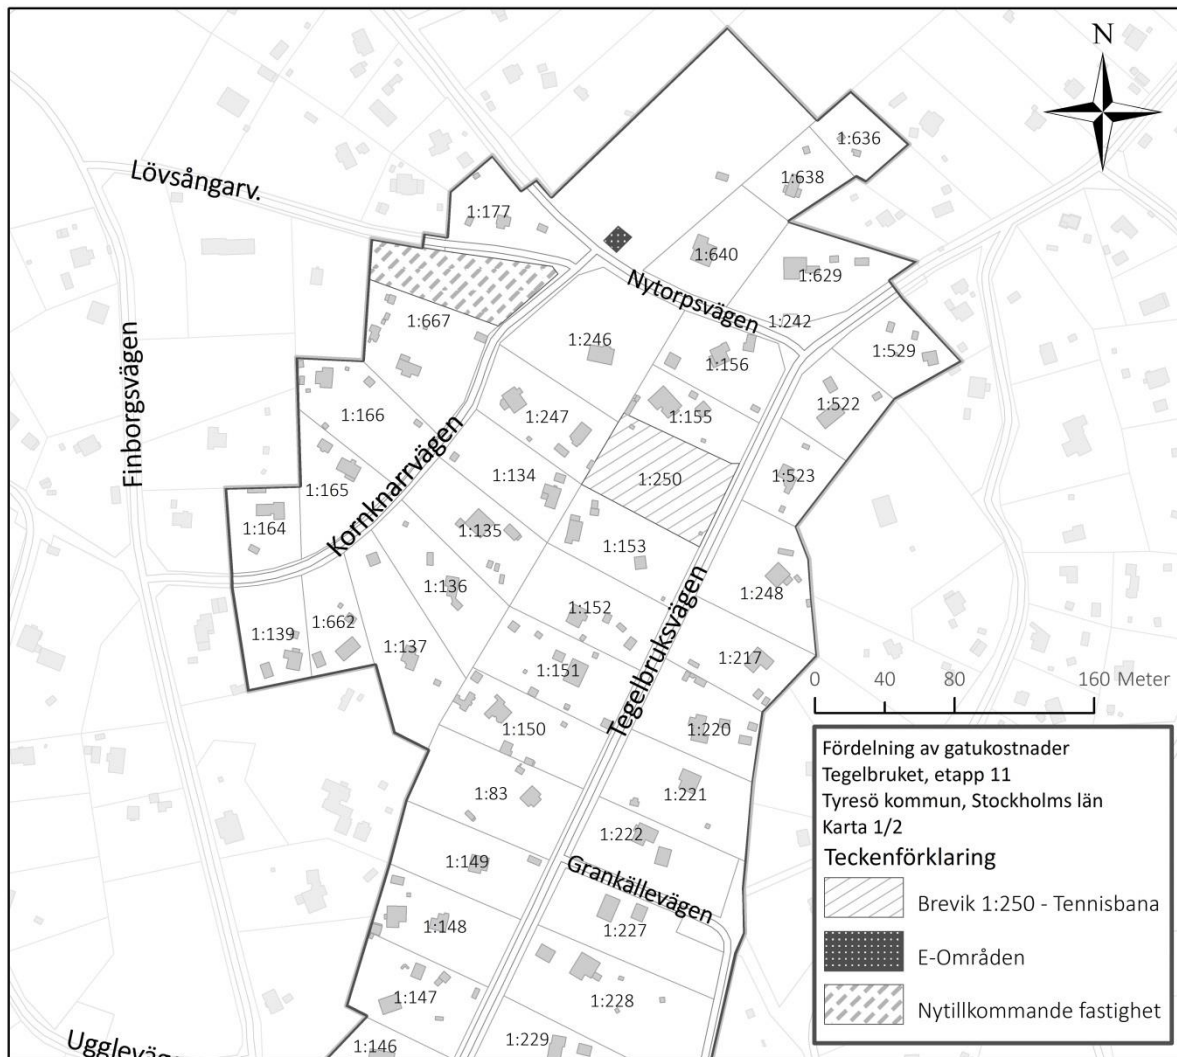 N
1:636
Lövsångarv.
1:638
1:177
1:640
1:629
Nytorpsvägen
1:242
1:667
1:246
1:529
1:156
1:166
1:247
1:155
1:522
Finborgsvägen
1:134
1:250
1:523
1:165
Kornknarrvägen
1:164
1:135
1:153
1:136
1:248
1:152
1:662
1:139
1:137
1:217
1:151
Tegelbruksvägen
0 40 80 160 Meter
1:150
1:220
1:83
1:221
1:222
1:149
Grankällevägen
1:148
1:227
1:147
1:228
1:229
1:146
Fördelning av gatukostnader
Tegelbruket, etapp 11
Tyresö kommun, Stockholms län
Karta 1/2
Teckenförklaring
Brevik 1:250 - Tennisbana
E-Områden
Nytillkommande fastighet